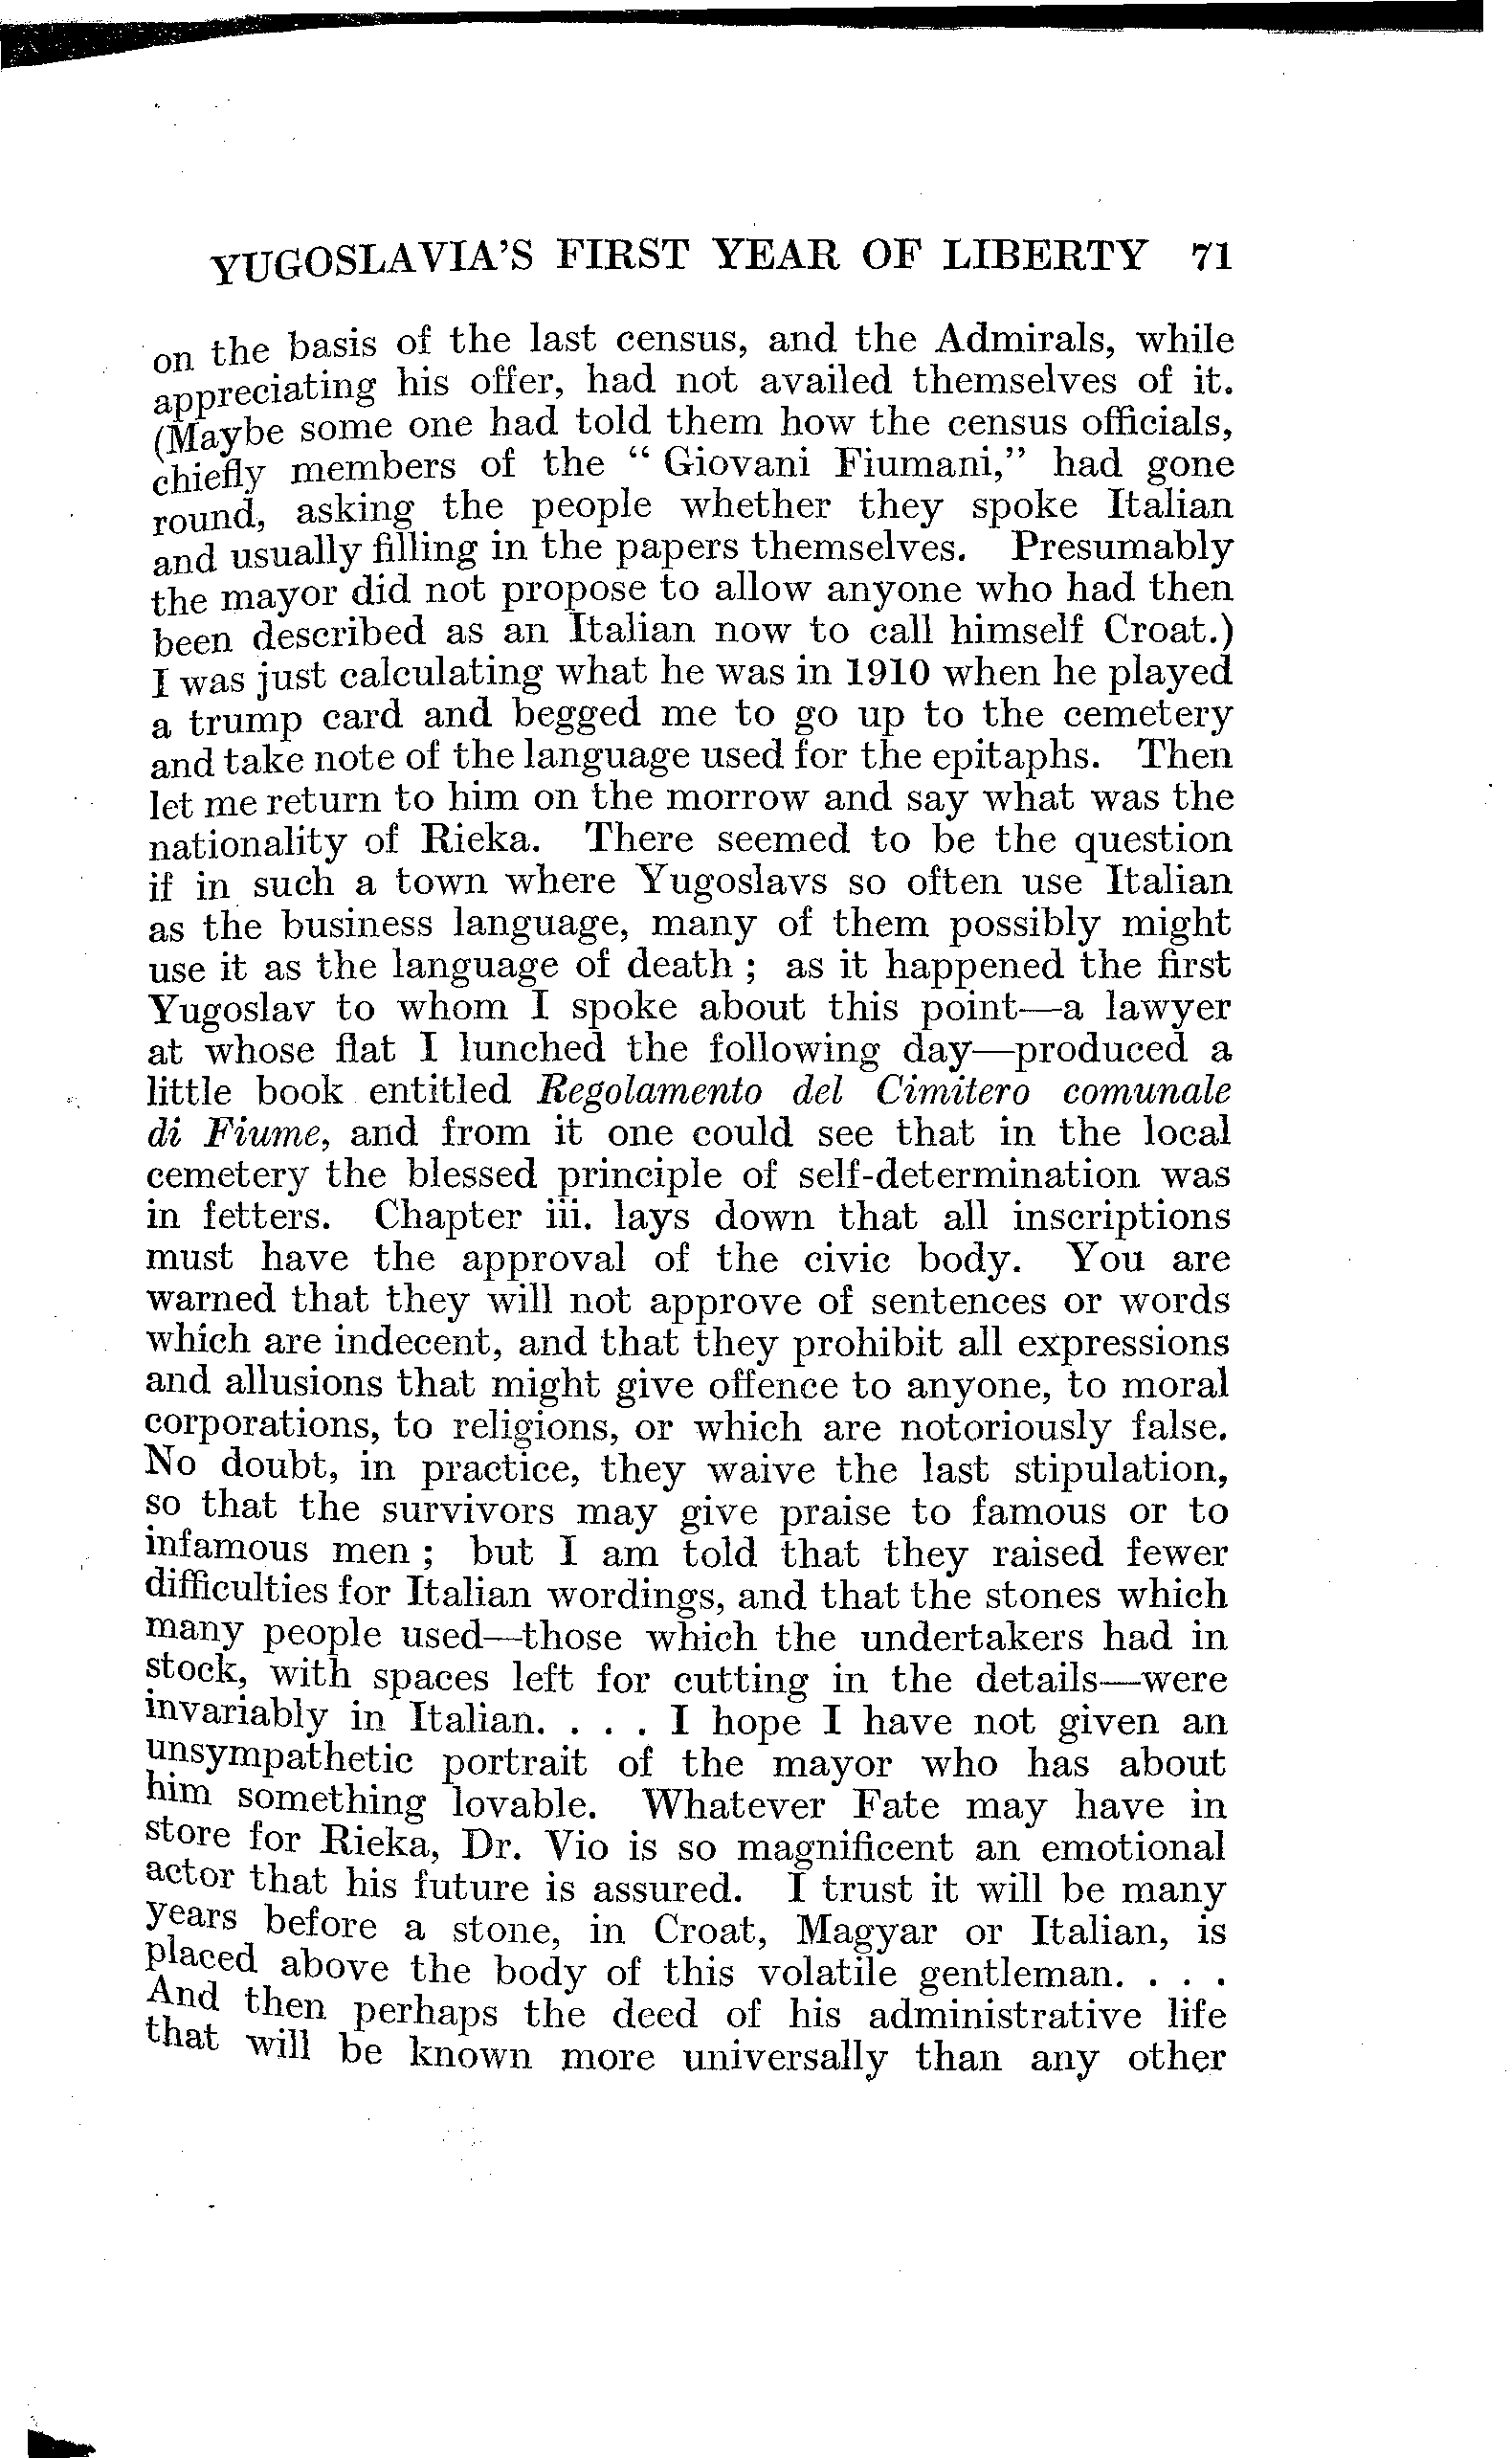 YUGOSLAVIA'S FIRST YEAR OF LIBERTY 71
on the basis of the last census, and the Admirals, while
appreciating his offer, had not availed themselves of it.
(Maybe some one had told them how the census officials,
chiefly members of the " Giovani Fiumani," had gone
round, asking the people whether they spoke Italian
and usually filling in the papers themselves. Presumably
the mayor did not propose to allow anyone who had then
been described as an Italian now to call himself Croat.)
I was just calculating what he was in 1910 when he played
a trump card and begged me to go up to the cemetery
and take note of the language used for the epitaphs. Then
let me return to him on the morrow and say what was the
nationality of Rieka. There seemed to be the question
if in such a town where Yugoslavs so often use Italian
as the business language, many of them possibly might
use it as the language of death ; as it happened the first
Yugoslav to whom I spoke about this point—a lawyer
at whose flat I lunched the following day—produced a
little book entitled Regolamento del Cimitero comunale
di Fiume, and from it one could see that in the local
cemetery the blessed principle of self-determination was
in fetters. Chapter iii. lays down that all inscriptions
must have the approval of the civic body. You are
warned that they will not approve of sentences or words
which are indecent, and that they prohibit all expressions
and allusions that might give offence to anyone, to moral
corporations, to religions, or which are notoriously false.
No doubt, in practice, they waive the last stipulation,
so that the survivors may give praise to famous or to
infamous men ; but I am told that they raised fewer
difficulties for Italian wordings, and that the stones which
many people used—those which the undertakers had in
stock, with spaces left for cutting in the details—were
invariably in Italian. . . . I hope I have not given an
unsympathetic portrait of the mayor who has about
him something lovable. Whatever Fate may have in
store for Rieka, Dr. Vio is so magnificent an emotional
actor that his future is assured. I trust it will be many
years before a stone, in Croat, Magyar or Italian, is
placed above the body of this volatile gentleman. . . .
And then perhaps the deed of his administrative life
that will be known more universally than any other